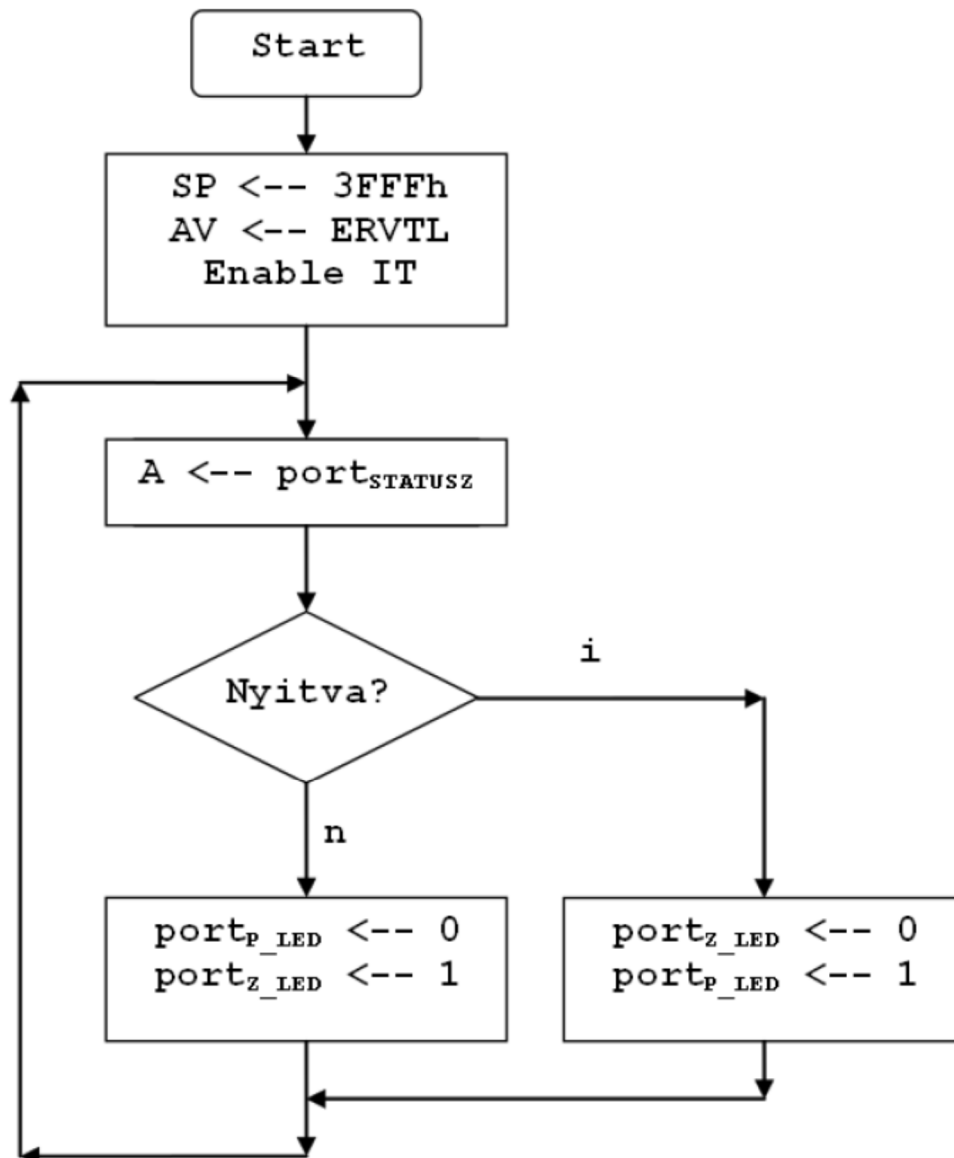 Start
SP <-- 3FFFh
AV <-- ERVTL
Enable IT
A <-- portSTATUSZ
Nyitva?
i
n
portP_LED <-- 0
portZ_LED <-- 1
portZ_LED <-- 0
portP_LED <-- 1